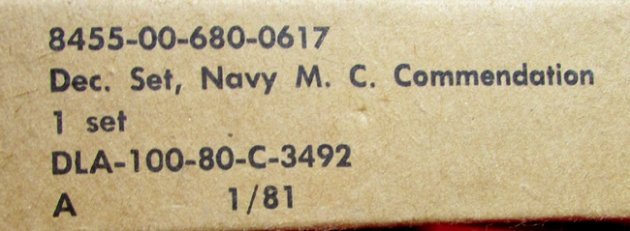 8455-00-680-0617
Dec. Set, Navy M. C. Commendation
1 set
DLA-100-80-C-3492
A 1/81